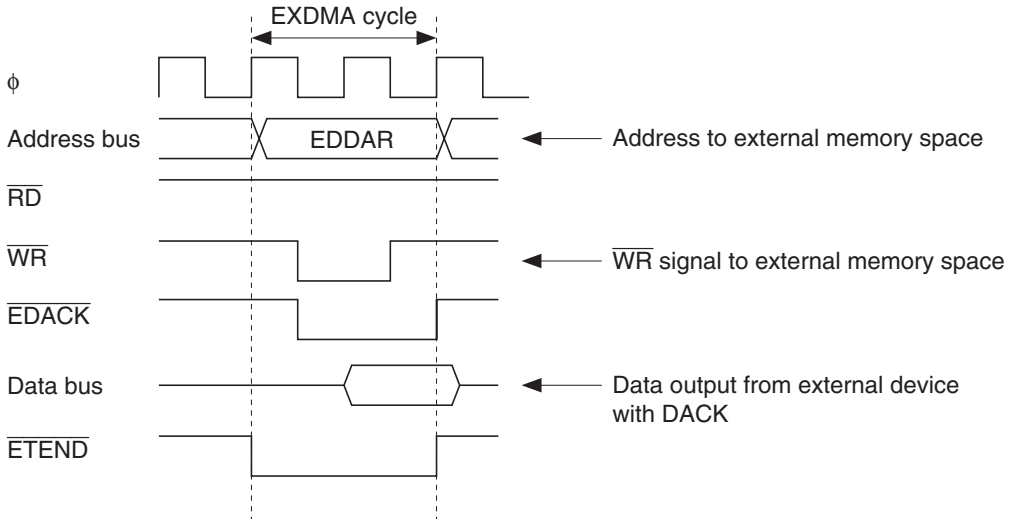 EXDMA cycle
ϕ
Address bus
EDDAR
Address to external memory space
RD
WR
WR signal to external memory space
EDACK
Data bus
Data output from external device
with DACK
ETEND